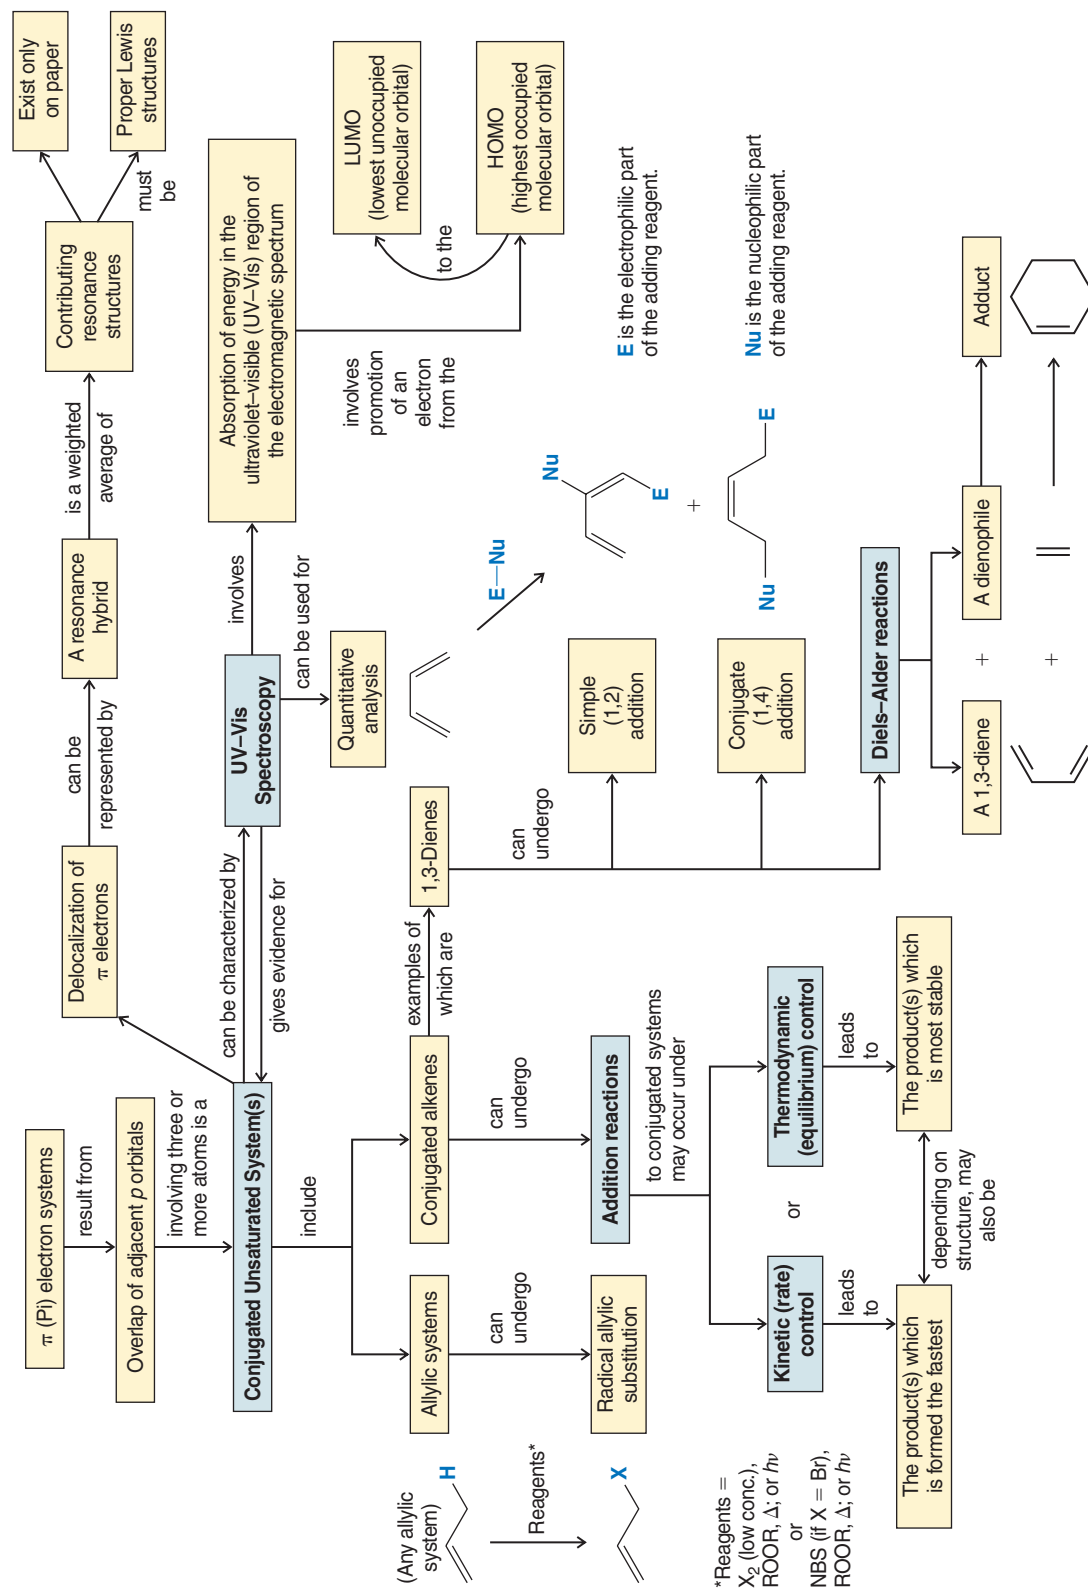 π (Pi) electron systems
result from
Overlap of adjacent p orbitals
involving three or
more atoms is a
Conjugated Unsaturated System(s)
Delocalization of
π electrons
can be
represented by
A resonance
hybrid
is a weighted
average of
Contributing
resonance
structures
must
be
Exist only
on paper
Proper Lewis
structures
can be characterized by
gives evidence for
UV–Vis
Spectroscopy
involves
Absorption of energy in the
ultraviolet–visible (UV–Vis) region of
the electromagnetic spectrum
can be used for
Quantitative
analysis
involves
promotion
of an
electron
from the
LUMO
(lowest unoccupied
molecular orbital)
to the
HOMO
(highest occupied
molecular orbital)
include
Allylic systems
Conjugated alkenes
examples of
which are
1,3-Dienes
can
undergo
Radical allylic
substitution
can
undergo
Addition reactions
can
undergo
Simple
(1,2)
addition
Conjugate
(1,4)
addition
Diels–Alder reactions
E—Nu
Nu
E
+
Nu
E
E is the electrophilic part
of the adding reagent.
Nu is the nucleophilic part
of the adding reagent.
(Any allylic
system)
H
Reagents*
X
*Reagents =
X2 (low conc.),
ROOR, Δ; or hν
or
NBS (if X = Br),
ROOR, Δ; or hν
to conjugated systems
may occur under
Kinetic (rate)
control
or
Thermodynamic
(equilibrium) control
leads
to
leads
to
The product(s) which
is formed the fastest
depending on
structure, may
also be
The product(s) which
is most stable
A 1,3-diene
+
A dienophile
Adduct
+